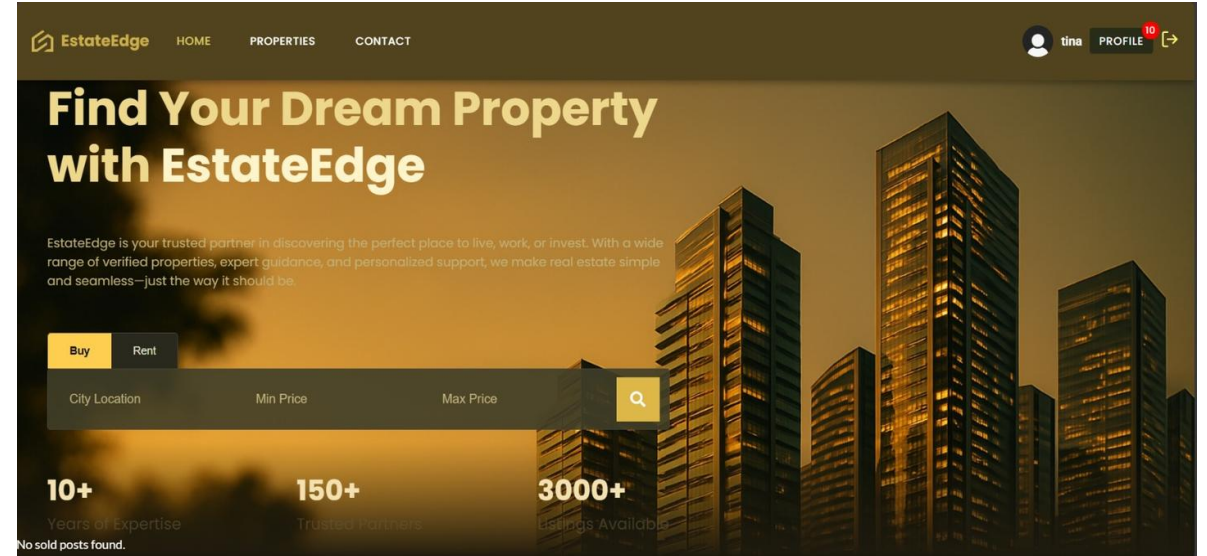 EstateEdge HOME PROPERTIES CONTACT tina PROFILE 10
Find Your Dream Property
with EstateEdge
EstateEdge is your trusted partner in discovering the perfect place to live, work, or invest. With a wide
range of verified properties, expert guidance, and personalized support, we make real estate simple
and seamless—just the way it should be.
Buy Rent
City Location Min Price Max Price
10+ 150+ 3000+
Years of Expertise Trusted Partners Listings Available
No sold posts found.